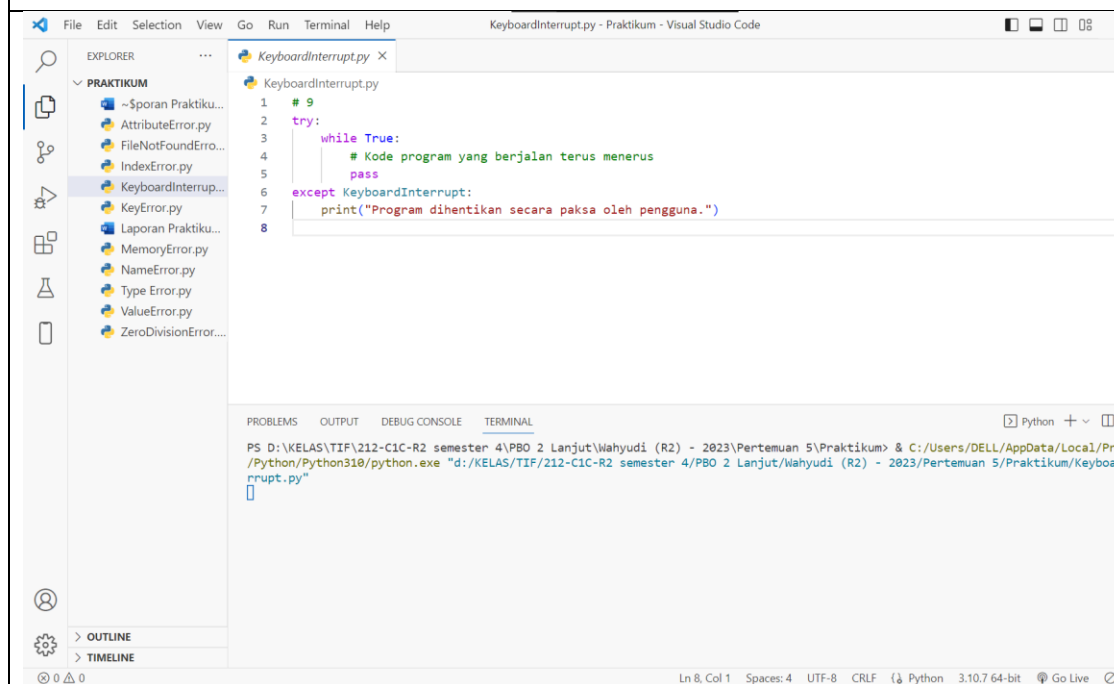 File Edit Selection View Go Run Terminal Help KeyboardInterrupt.py - Praktikum - Visual Studio Code
EXPLORER ...
PRAKTIKUM
~$poran Praktiku...
AttributeError.py
FileNotFoundErro...
IndexError.py
KeyboardInterrup...
KeyError.py
Laporan Praktiku...
MemoryError.py
NameError.py
Type Error.py
ValueError.py
ZeroDivisionError....
OUTLINE
TIMELINE
KeyboardInterrupt.py
KeyboardInterrupt.py
1 # 9
2 try:
3 while True:
4 # Kode program yang berjalan terus menerus
5 pass
6 except KeyboardInterrupt:
7 print("Program dihentikan secara paksa oleh pengguna.")
8
PROBLEMS OUTPUT DEBUG CONSOLE TERMINAL Python
PS D:\KELAS\TIF\212-C1C-R2 semester 4\PBO 2 Lanjut\Wahyudi (R2) - 2023\Pertemuan 5\Praktikum> & C:/Users/DELL/AppData/Local/Pr
/Python/Python310/python.exe "d:/KELAS/TIF/212-C1C-R2 semester 4/PBO 2 Lanjut/Wahyudi (R2) - 2023/Pertemuan 5/Praktikum/Keyboa
rrupt.py"
0 0 Ln 8, Col 1 Spaces: 4 UTF-8 CRLF Python 3.10.7 64-bit Go Live